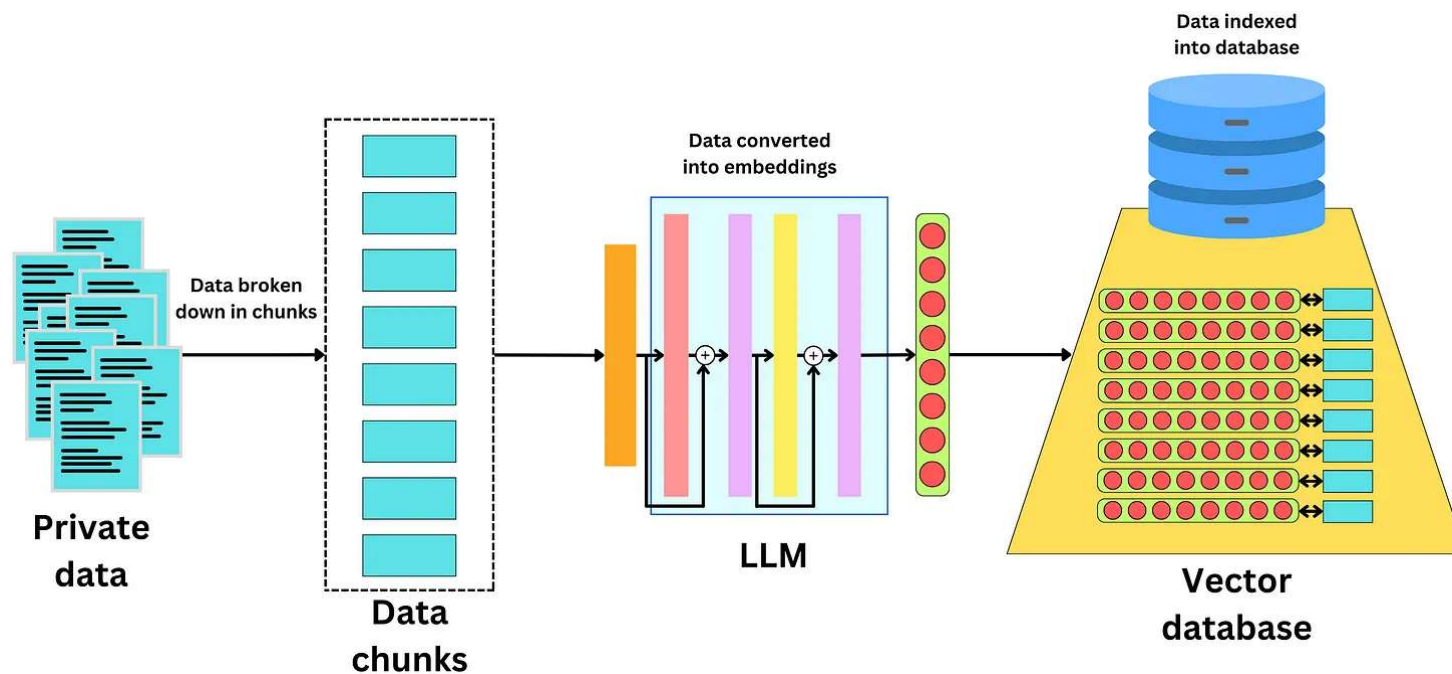 Data indexed
into database
Data converted
into embeddings
Data broken
down in chunks
Private
data
Data
chunks
LLM
Vector
database